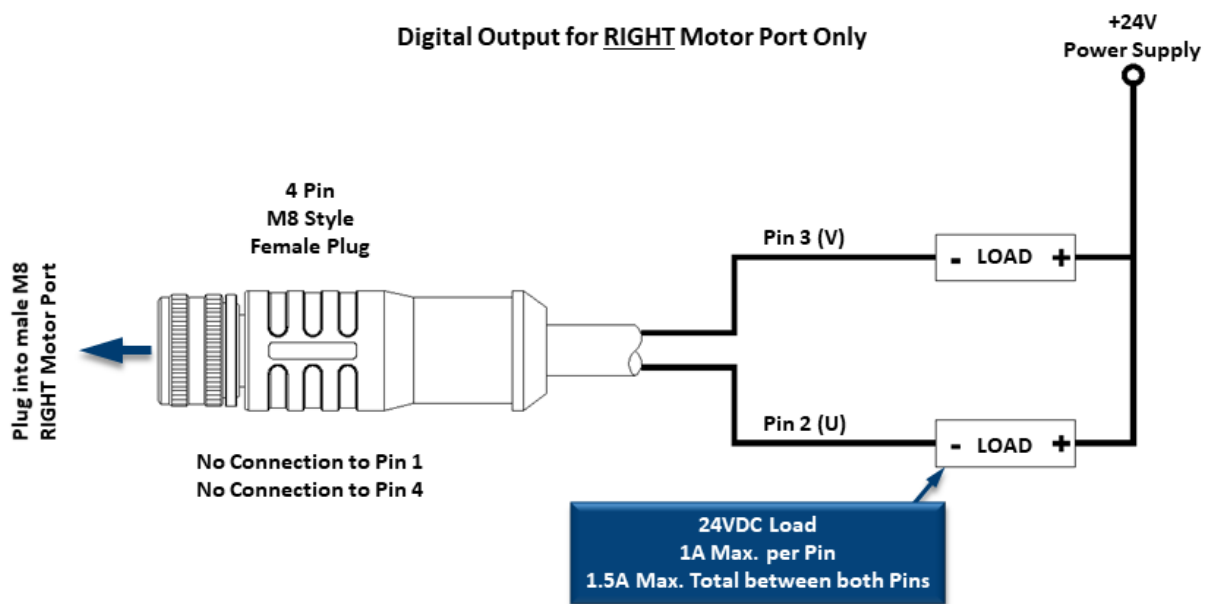 Digital Output for RIGHT Motor Port Only
+24V
Power Supply
4 Pin
M8 Style
Female Plug
Pin 3 (V)
- LOAD +
Plug into male M8
RIGHT Motor Port
Pin 2 (U)
- LOAD +
No Connection to Pin 1
No Connection to Pin 4
24VDC Load
1A Max. per Pin
1.5A Max. Total between both Pins